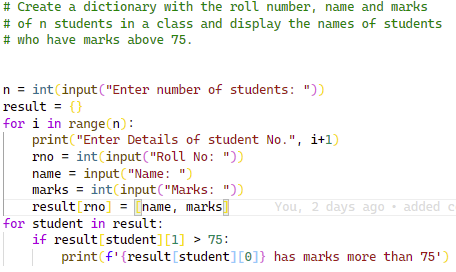 # Create a dictionary with the roll number, name and marks
# of n students in a class and display the names of students
# who have marks above 75.
n = int(input("Enter number of students: "))
result = {}
for i in range(n):
    print("Enter Details of student No.", i+1)
    rno = int(input("Roll No: "))
    name = input("Name: ")
    marks = int(input("Marks: "))
    result[rno] = [name, marks] You, 2 days ago • added c
for student in result:
    if result[student][1] > 75:
        print(f'{result[student][0]} has marks more than 75')